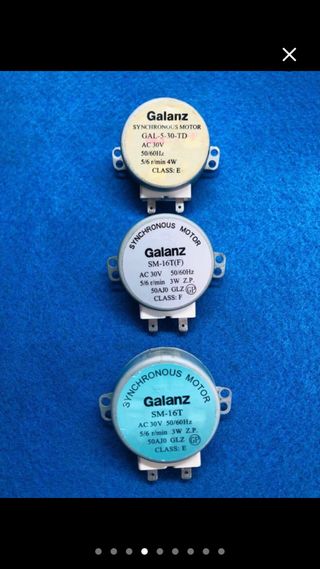 Galanz
SYNCHRONOUS MOTOR
GAL-5-30-TD
AC 30V
50/60Hz
5/6 r/min 4W
CLASS: E
SYNCHRONOUS MOTOR
Galanz
SM-16T(F)
AC 30V 50/60Hz
5/6 r/min 3W Z.P.
50AJ0 GLZ GP
CLASS: F
SYNCHRONOUS MOTOR
Galanz
SM-16T
AC 30V 50/60Hz
5/6 r/min 3W Z.P.
50AJ0 GLZ GP
CLASS: E